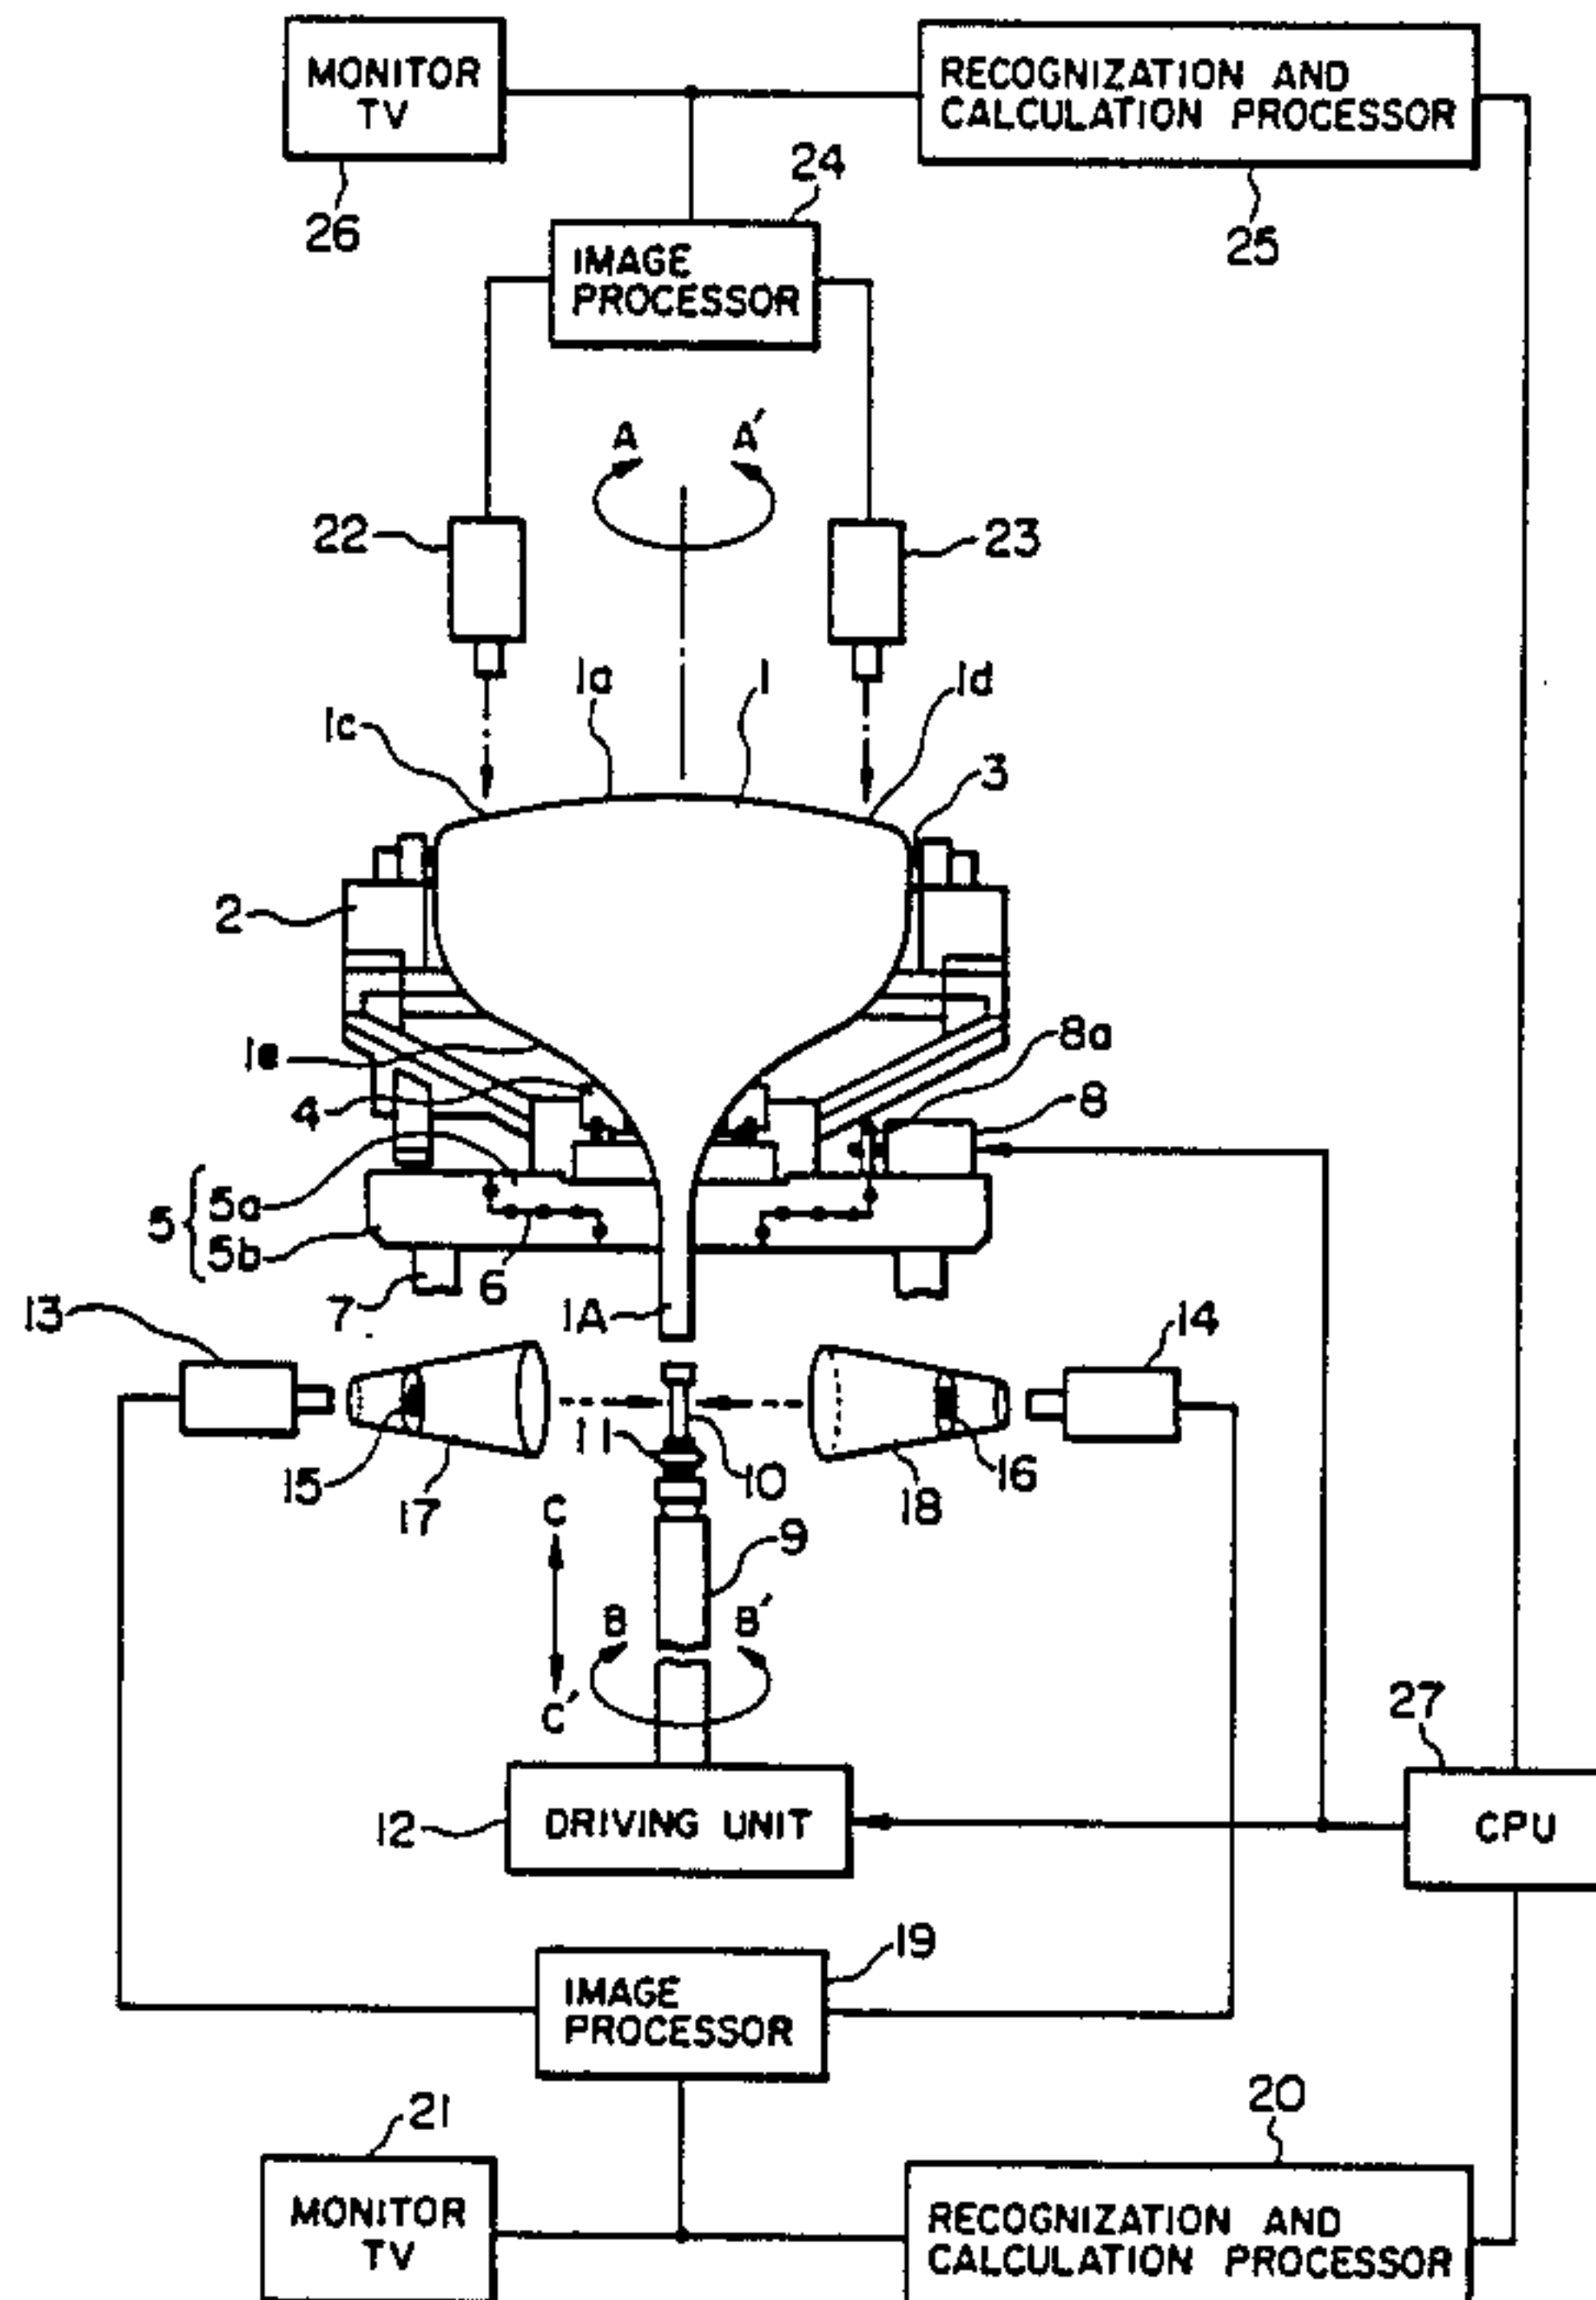 MONITOR
TV
RECOGNIZATION AND
CALCULATION PROCESSOR
24
26
25
IMAGE
PROCESSOR
A
A'
22
23
1a
1
1d
1c
3
2
8a
1e
4
8
5
5a
5b
7
6
1A
13
14
11
10
15
17
16
18
C
9
B
B'
C'
27
12
DRIVING UNIT
CPU
19
IMAGE
PROCESSOR
21
20
MONITOR
TV
RECOGNIZATION AND
CALCULATION PROCESSOR